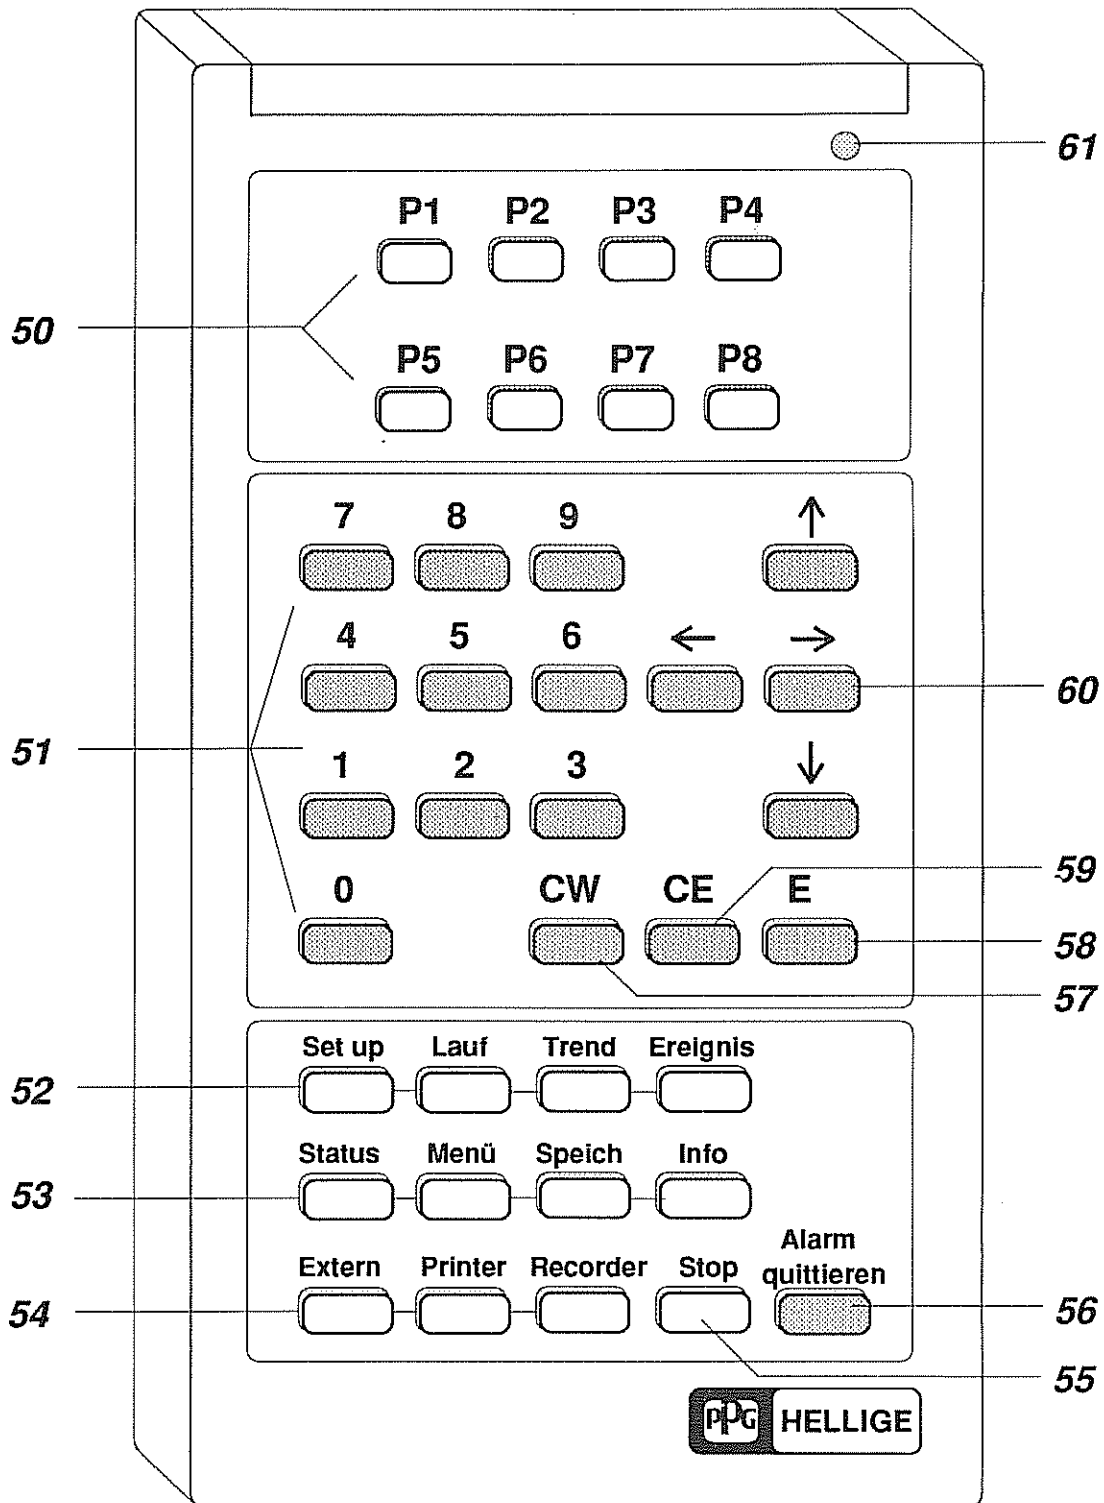 61
P1 P2 P3 P4
50
P5 P6 P7 P8
7 8 9 ↑
4 5 6 ← →
60
51
1 2 3 ↓
59
0 CW CE E
58
57
Set up Lauf Trend Ereignis
52
Status Menü Speich Info
53
Alarm
quittieren
Extern Printer Recorder Stop
54
56
55
PPG HELLIGE